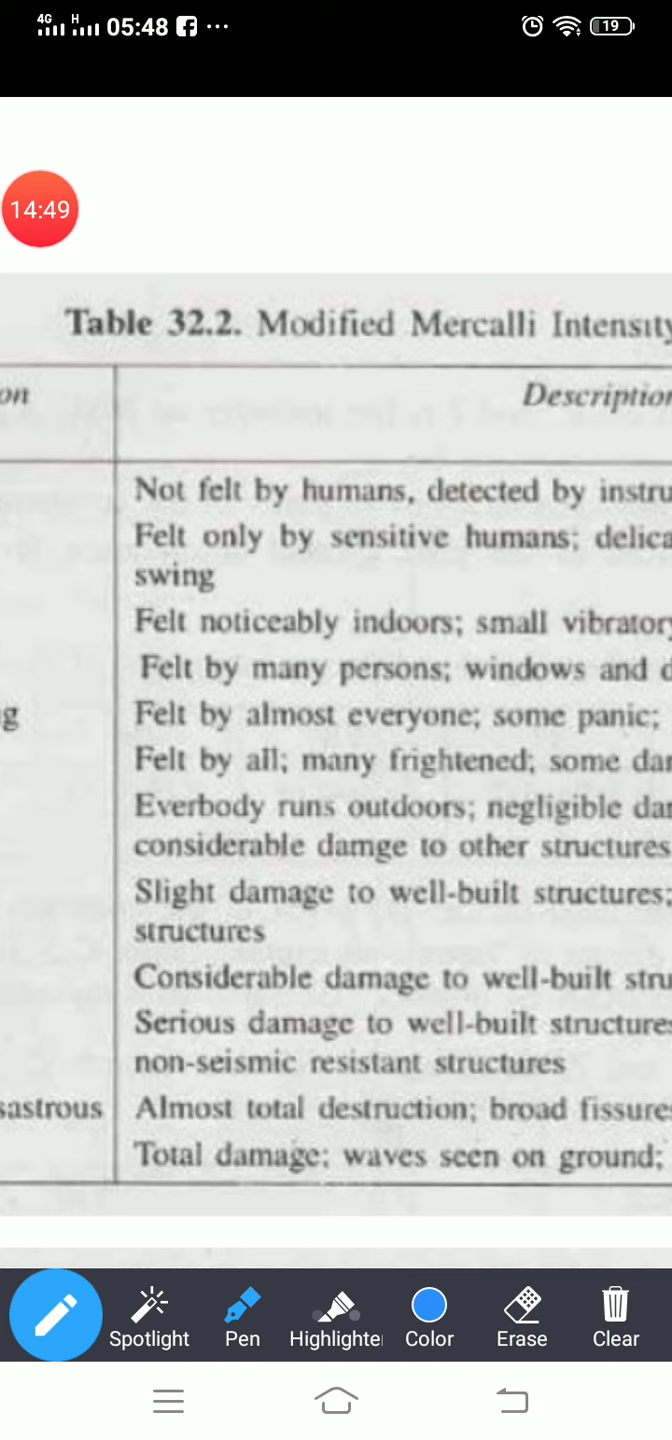 4G H 05:48 19
14:49
Table 32.2. Modified Mercalli Intensity
on Description
Not felt by humans, detected by instru
Felt only by sensitive humans; delica
swing
Felt noticeably indoors; small vibratory
Felt by many persons; windows and d
g Felt by almost everyone; some panic;
Felt by all; many frightened; some dar
Everbody runs outdoors; negligible dar
considerable damge to other structures
Slight damage to well-built structures;
structures
Considerable damage to well-built stru
Serious damage to well-built structures
non-seismic resistant structures
sastrous Almost total destruction; broad fissures
Total damage; waves seen on ground;
Spotlight Pen Highlighte Color Erase Clear